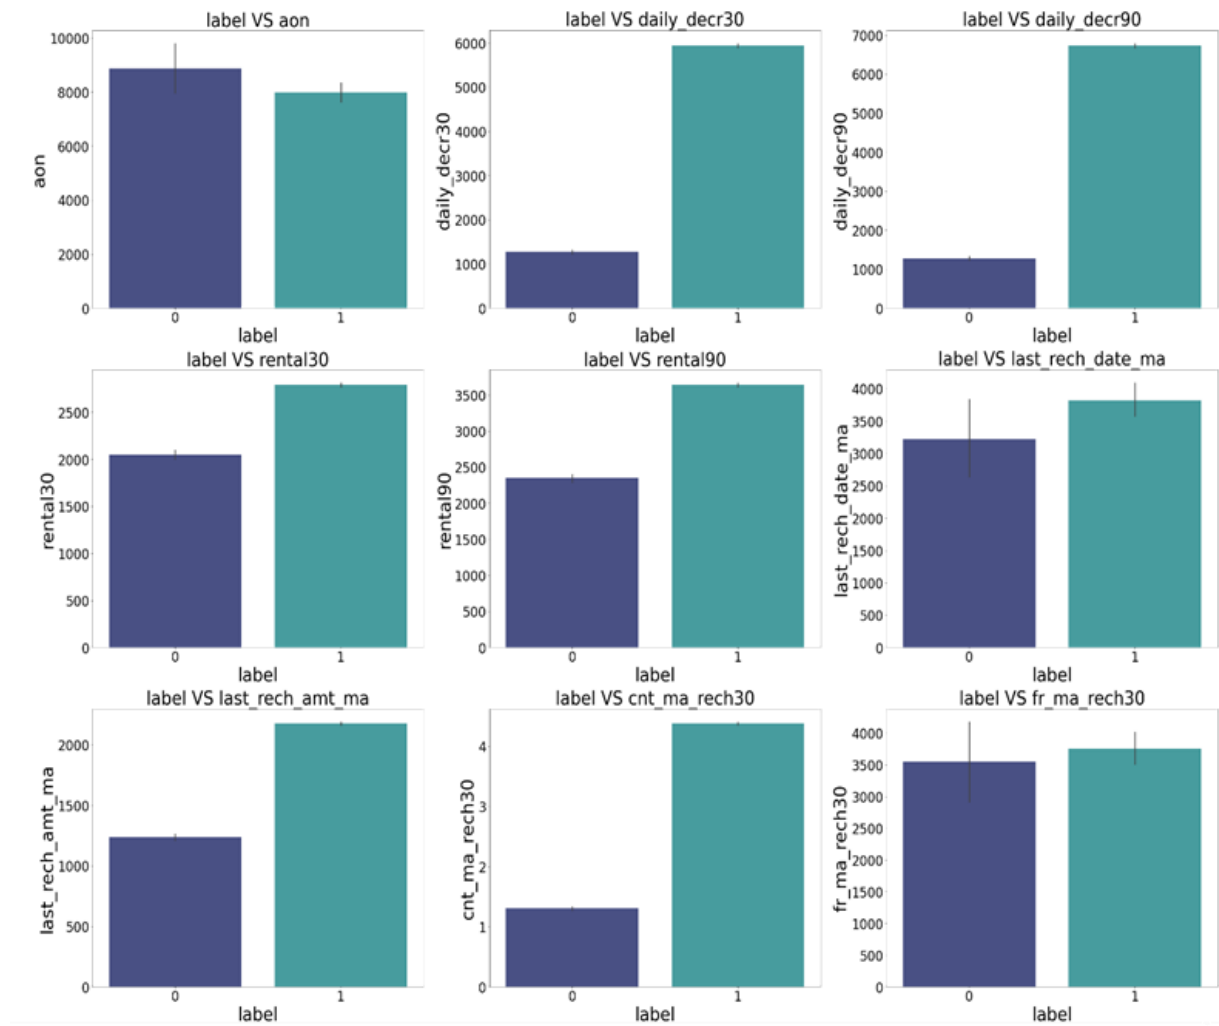 label VS aon
10000
8000
6000
4000
2000
0
aon
0 1
label
label VS daily_decr30
6000
5000
4000
3000
2000
1000
0
daily_decr30
0 1
label
label VS daily_decr90
7000
6000
5000
4000
3000
2000
1000
0
daily_decr90
0 1
label
label VS rental30
2500
2000
1500
1000
500
0
rental30
0 1
label
label VS rental90
3500
3000
2500
2000
1500
1000
500
0
rental90
0 1
label
label VS last_rech_date_ma
4000
3500
3000
2500
2000
1500
1000
500
0
last_rech_date_ma
0 1
label
label VS last_rech_amt_ma
2000
1500
1000
500
0
last_rech_amt_ma
0 1
label
label VS cnt_ma_rech30
4
3
2
1
0
cnt_ma_rech30
0 1
label
label VS fr_ma_rech30
4000
3500
3000
2500
2000
1500
1000
500
0
fr_ma_rech30
0 1
label